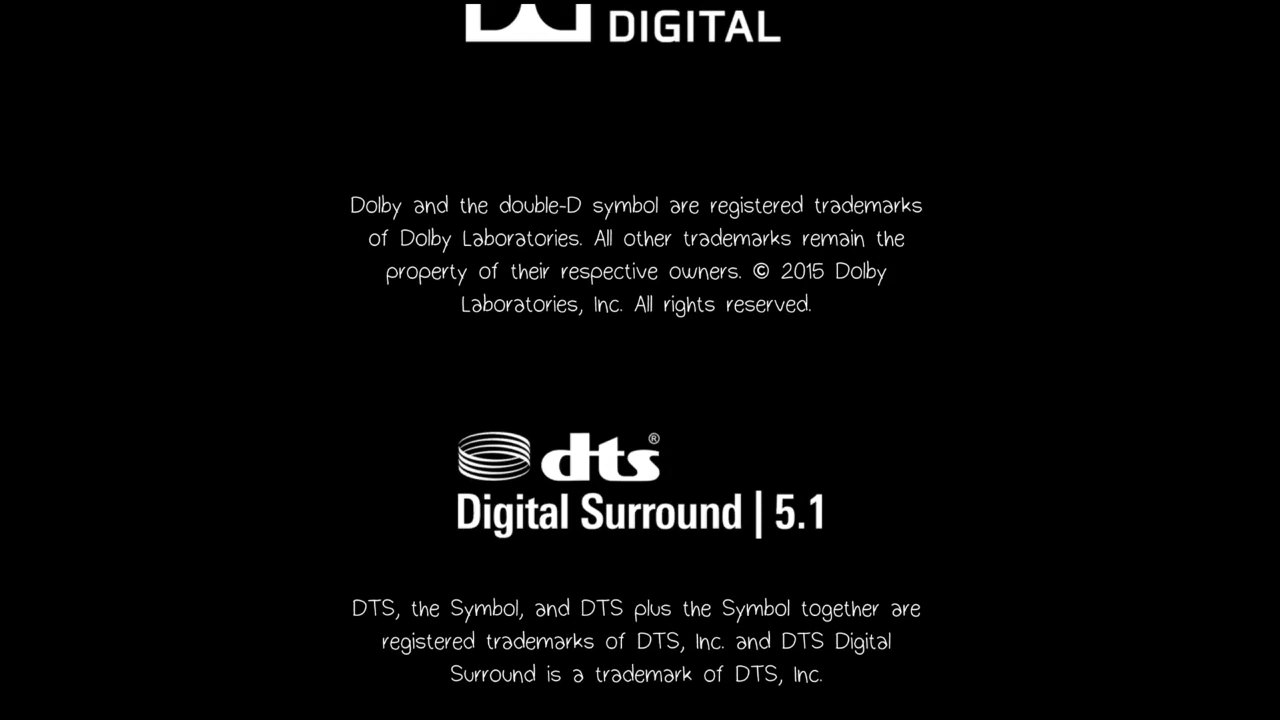 DIGITAL
Dolby and the double-D symbol are registered trademarks
of Dolby Laboratories. All other trademarks remain the
property of their respective owners. © 2015 Dolby
Laboratories, Inc. All rights reserved.
dts®
Digital Surround | 5.1
DTS, the Symbol, and DTS plus the Symbol together are
registered trademarks of DTS, Inc. and DTS Digital
Surround is a trademark of DTS, Inc.